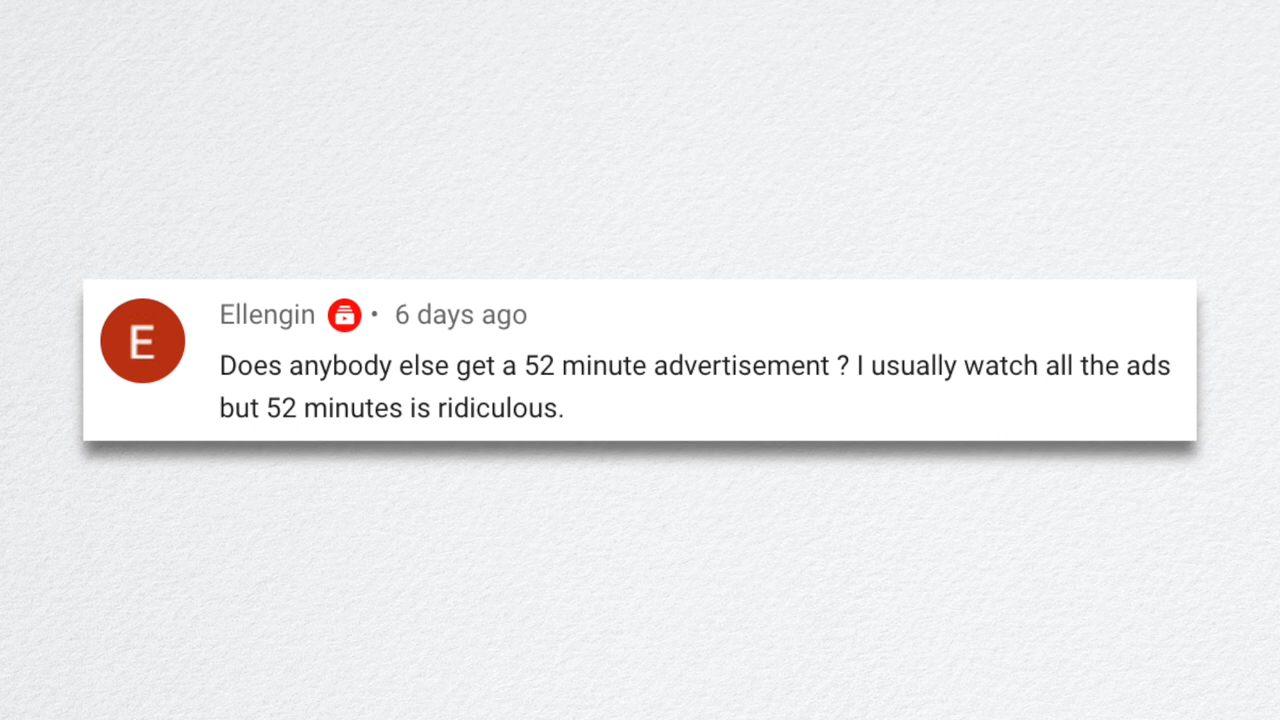 E
Ellengin • 6 days ago
Does anybody else get a 52 minute advertisement ? I usually watch all the ads
but 52 minutes is ridiculous.